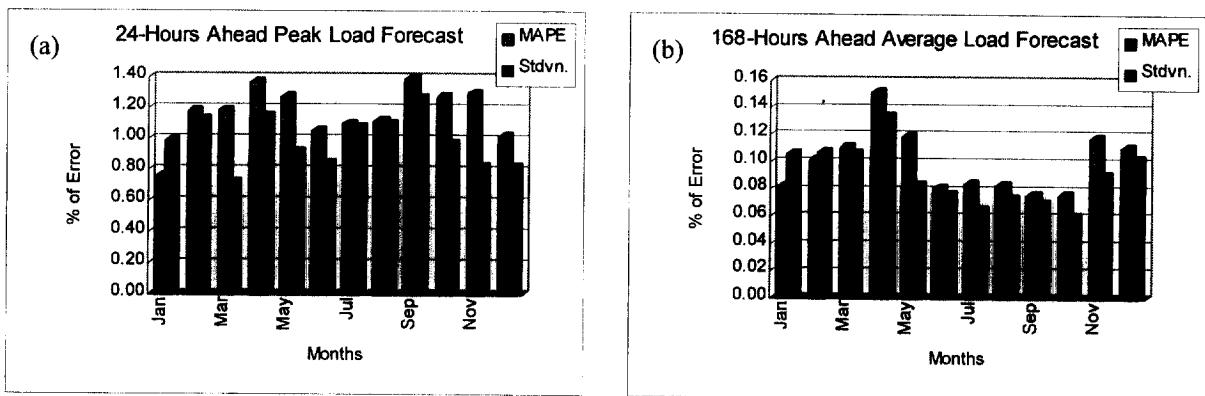 (a)
24-Hours Ahead Peak Load Forecast
MAPE
Stdvn.
% of Error
1.40
1.20
1.00
0.80
0.60
0.40
0.20
0.00
Jan
Mar
May
Jul
Sep
Nov
Months
(b)
168-Hours Ahead Average Load Forecast
MAPE
Stdvn.
% of Error
0.16
0.14
0.12
0.10
0.08
0.06
0.04
0.02
0.00
Jan
Mar
May
Jul
Sep
Nov
Months